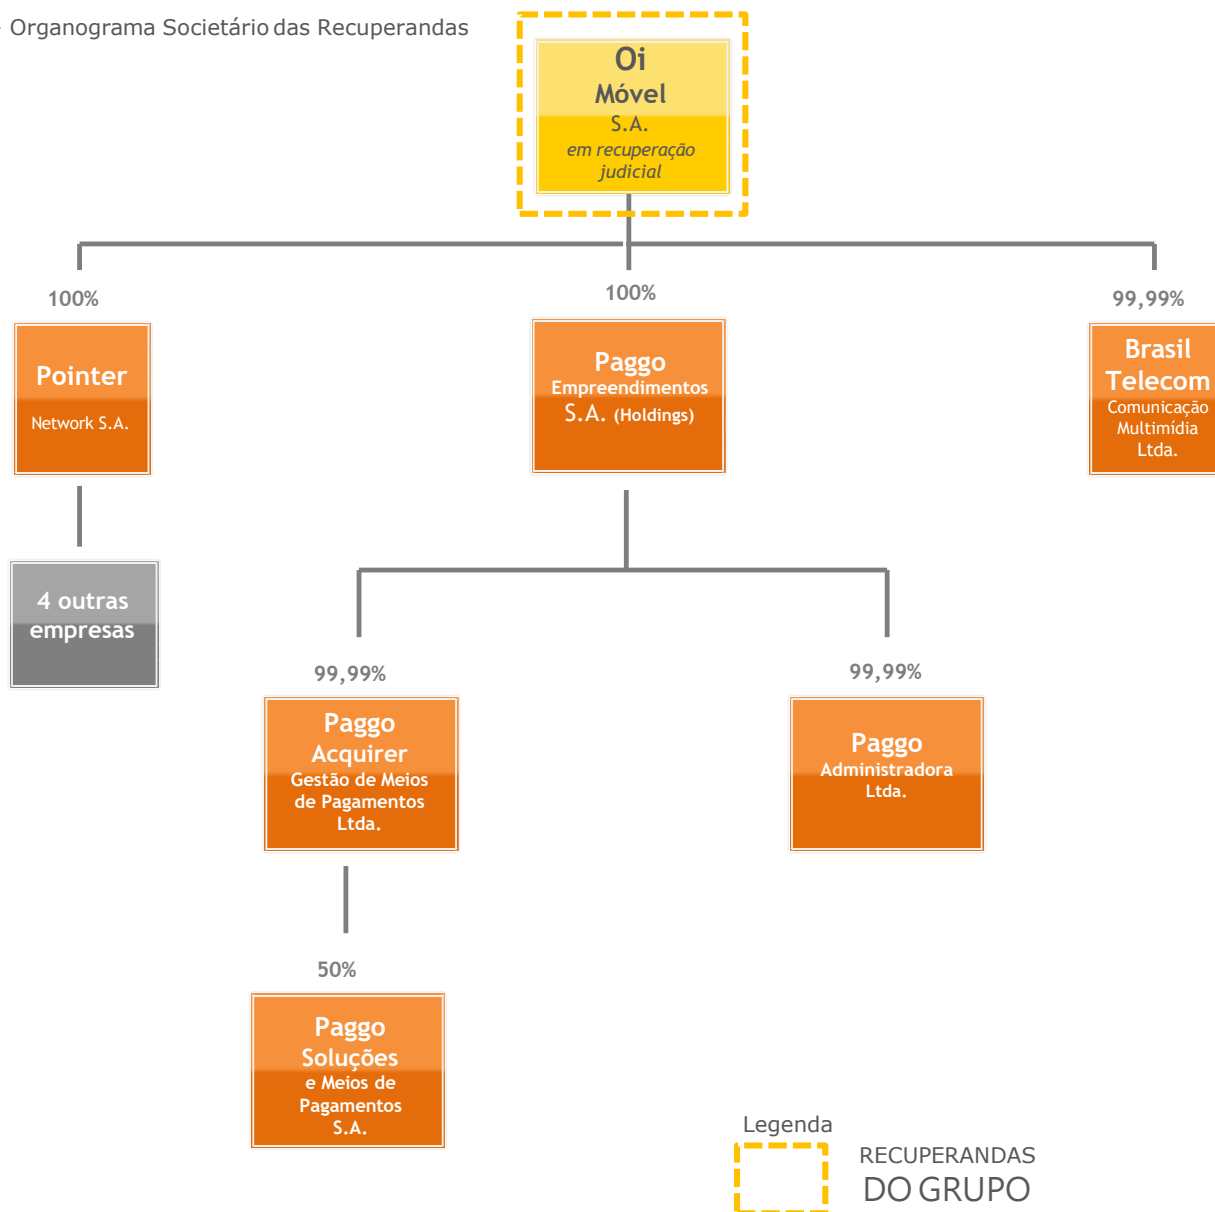 Organograma Societário das Recuperandas
Oi
Móvel
S.A.
em recuperação
judicial
100%
100%
99,99%
Pointer
Network S.A.
Paggo
Empreendimentos
S.A. (Holdings)
Brasil
Telecom
Comunicação
Multimídia
Ltda.
4 outras
empresas
99,99%
99,99%
Paggo
Acquirer
Gestão de Meios
de Pagamentos
Ltda.
Paggo
Administradora
Ltda.
50%
Paggo
Soluções
e Meios de
Pagamentos
S.A.
Legenda
RECUPERANDAS
DO GRUPO